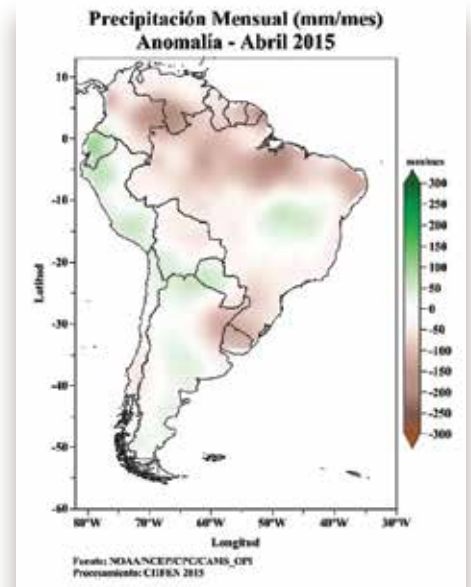 Precipitación Mensual (mm/mes)
Anomalía - Abril 2015
mm/mes
10
0
-10
-20
-30
-40
-50
-60
Latitud
300
250
200
150
100
50
0
-50
-100
-150
-200
-250
-300
80°W
70°W
60°W
50°W
40°W
30°W
Longitud
Fuente: NOAA/NCEP/CPC/CAMS_OPI
Procesamiento: CIIFEN 2015